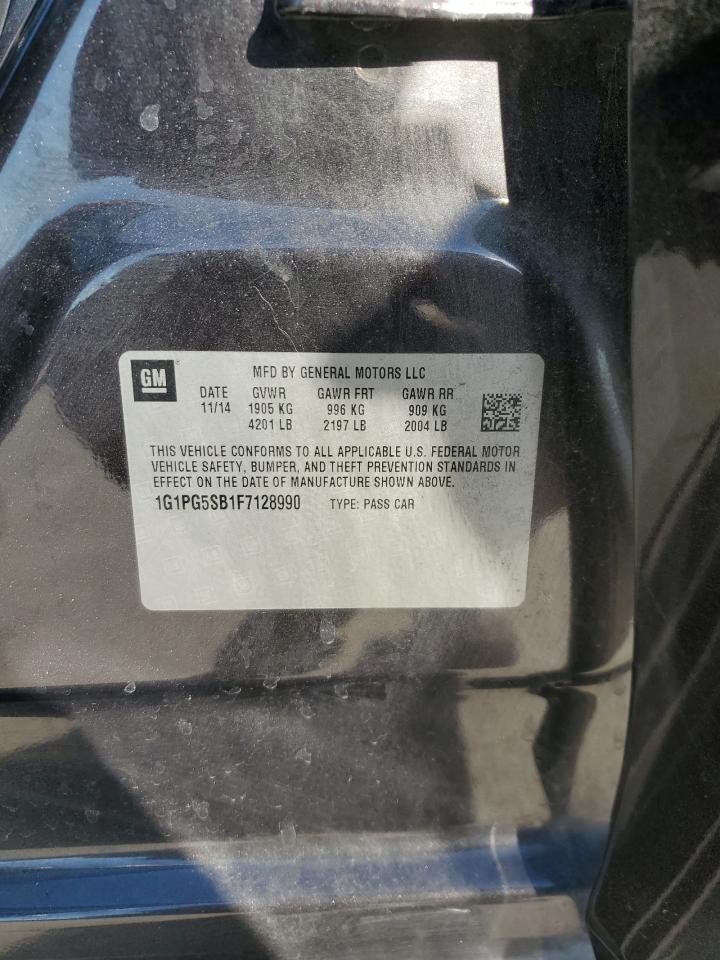 GM ®
MFD BY GENERAL MOTORS LLC
DATE GVWR GAWR FRT GAWR RR
11/14 1905 KG 996 KG 909 KG
4201 LB 2197 LB 2004 LB
THIS VEHICLE CONFORMS TO ALL APPLICABLE U.S. FEDERAL MOTOR
VEHICLE SAFETY, BUMPER, AND THEFT PREVENTION STANDARDS IN
EFFECT ON THE DATE OF MANUFACTURE SHOWN ABOVE.
1G1PG5SB1F7128990 TYPE: PASS CAR